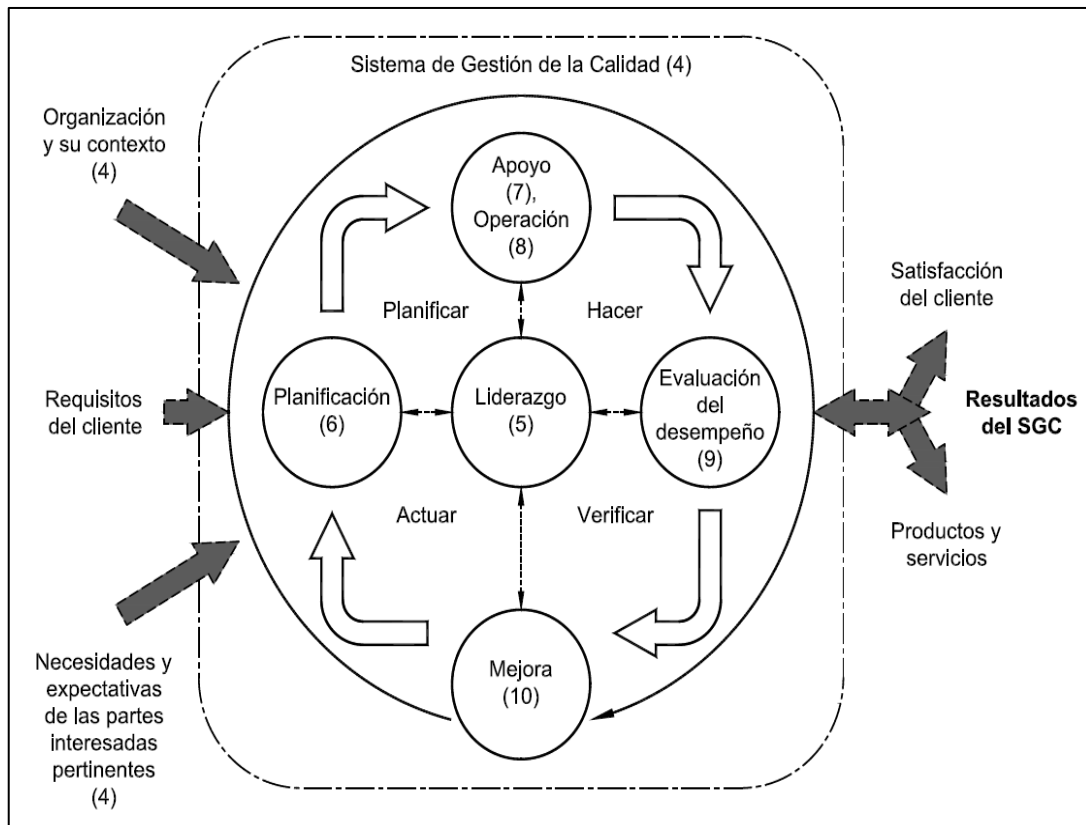 Sistema de Gestión de la Calidad (4)
Organización
y su contexto
(4)
Apoyo
(7),
Operación
(8)
Planificar
Hacer
Satisfacción
del cliente
Requisitos
del cliente
Planificación
(6)
Liderazgo
(5)
Evaluación
del
desempeño
(9)
Resultados
del SGC
Actuar
Verificar
Productos y
servicios
Necesidades y
expectativas
de las partes
interesadas
pertinentes
(4)
Mejora
(10)